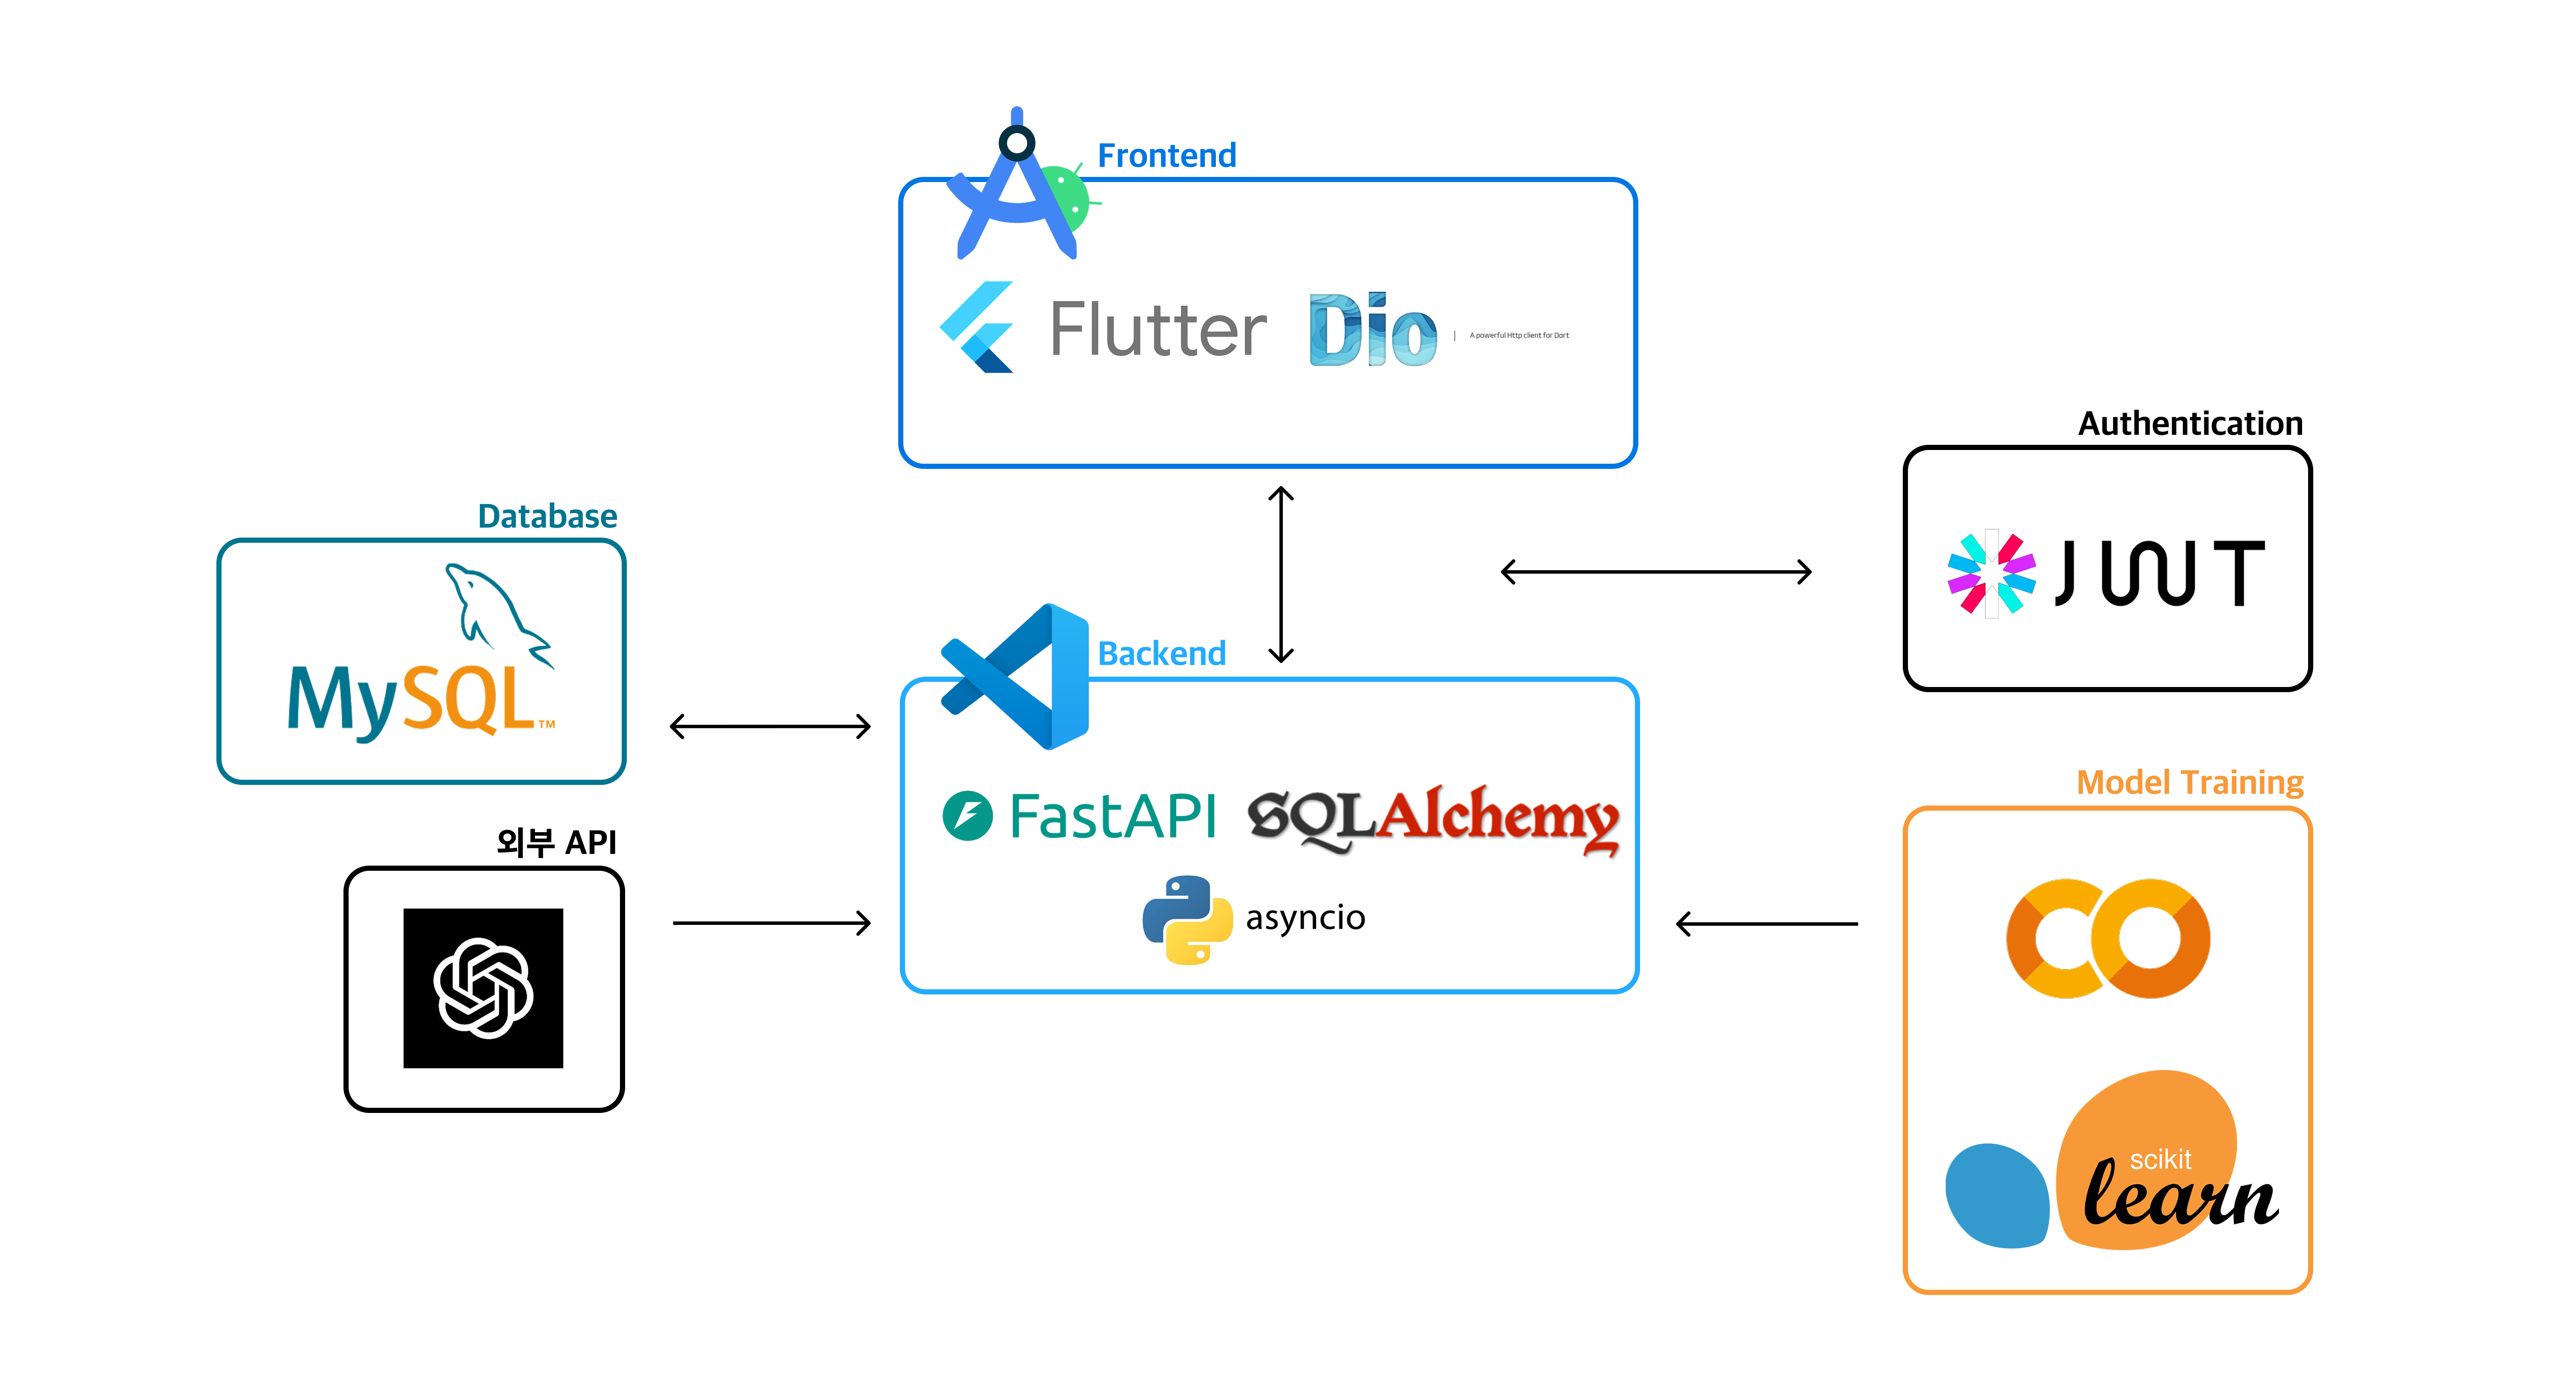 Frontend
Flutter
Dio
| A powerful Http client for Dart
Authentication
JWT
Database
MySQL™
Backend
FastAPI
SQLAlchemy
asyncio
외부 API
Model Training
scikit
learn